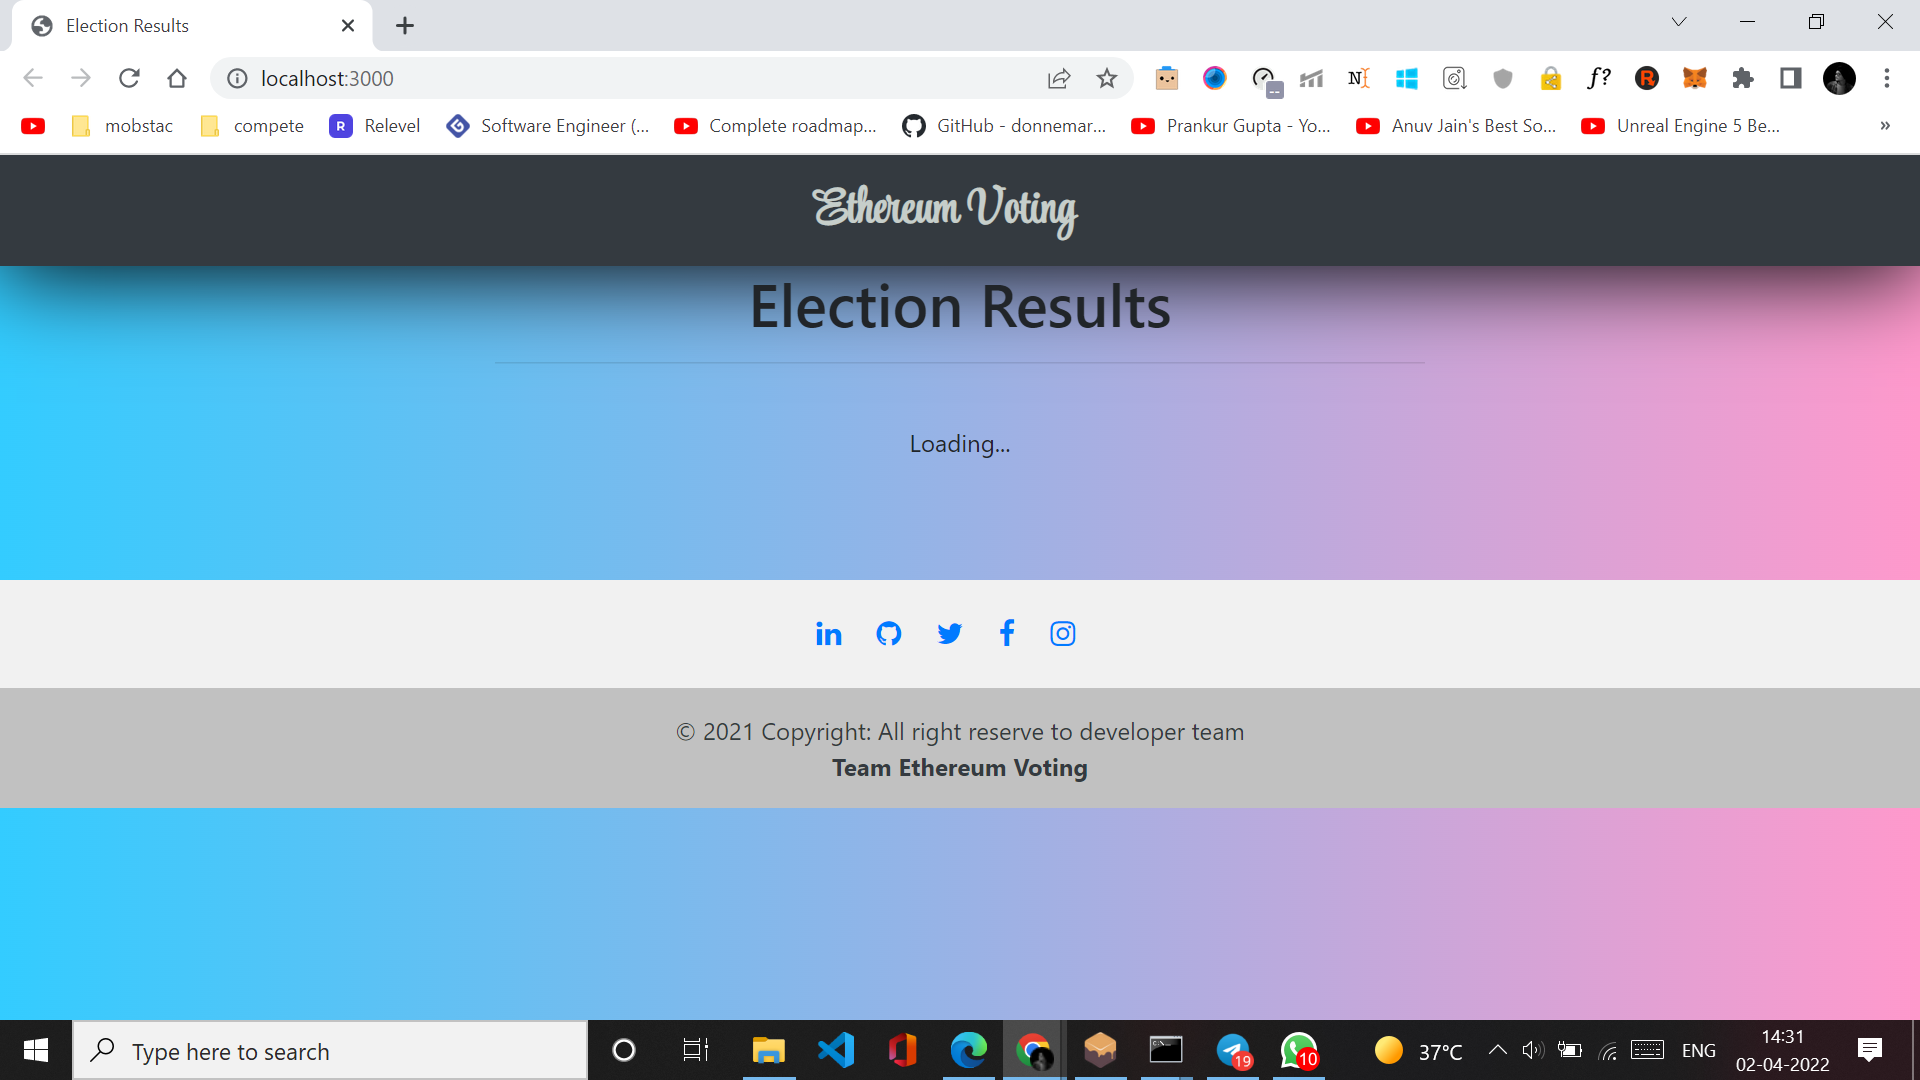 Election Results
localhost:3000
mobstac
compete
R Relevel
Software Engineer (...
Complete roadmap...
GitHub - donnemar...
Prankur Gupta - Yo...
Anuv Jain's Best So...
Unreal Engine 5 Be...
»
Ethereum Voting
Election Results
Loading...
© 2021 Copyright: All right reserve to developer team
Team Ethereum Voting
Type here to search
19
10
37°C
ENG
14:31
02-04-2022